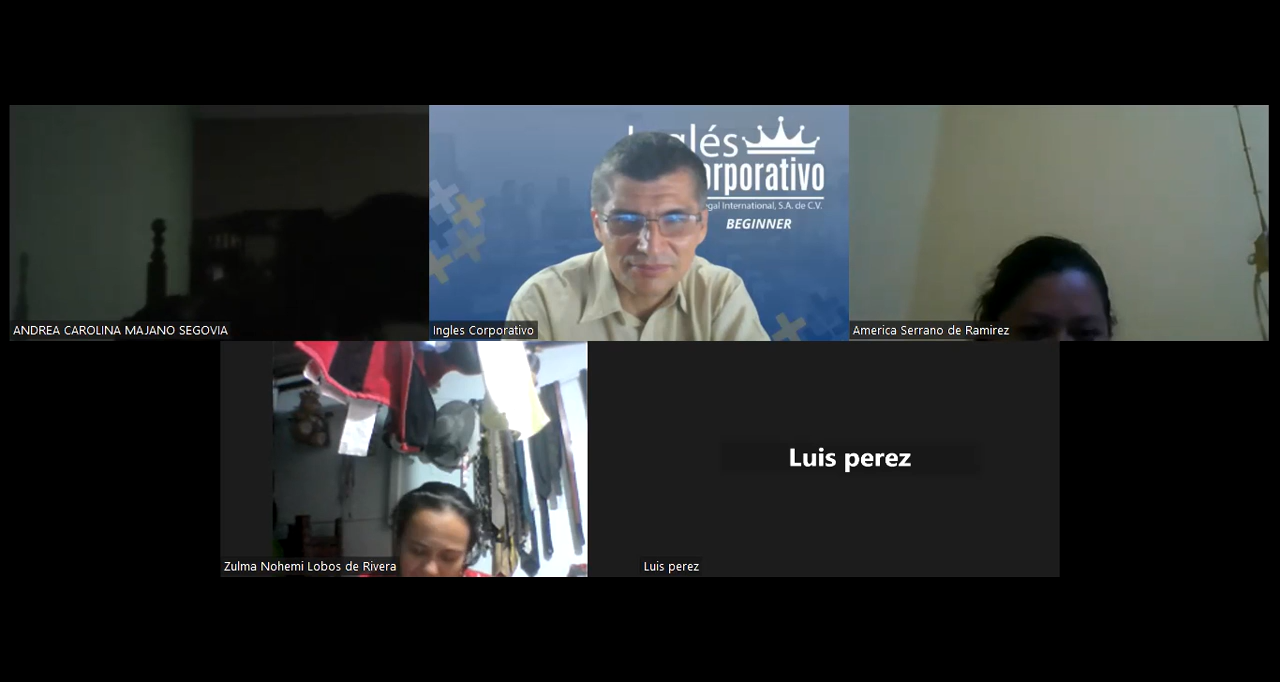 Inglés
Corporativo
egal International, S.A. de C.V.
BEGINNER
ANDREA CAROLINA MAJANO SEGOVIA
Ingles Corporativo
America Serrano de Ramirez
Luis perez
Zulma Nohemi Lobos de Rivera
Luis perez